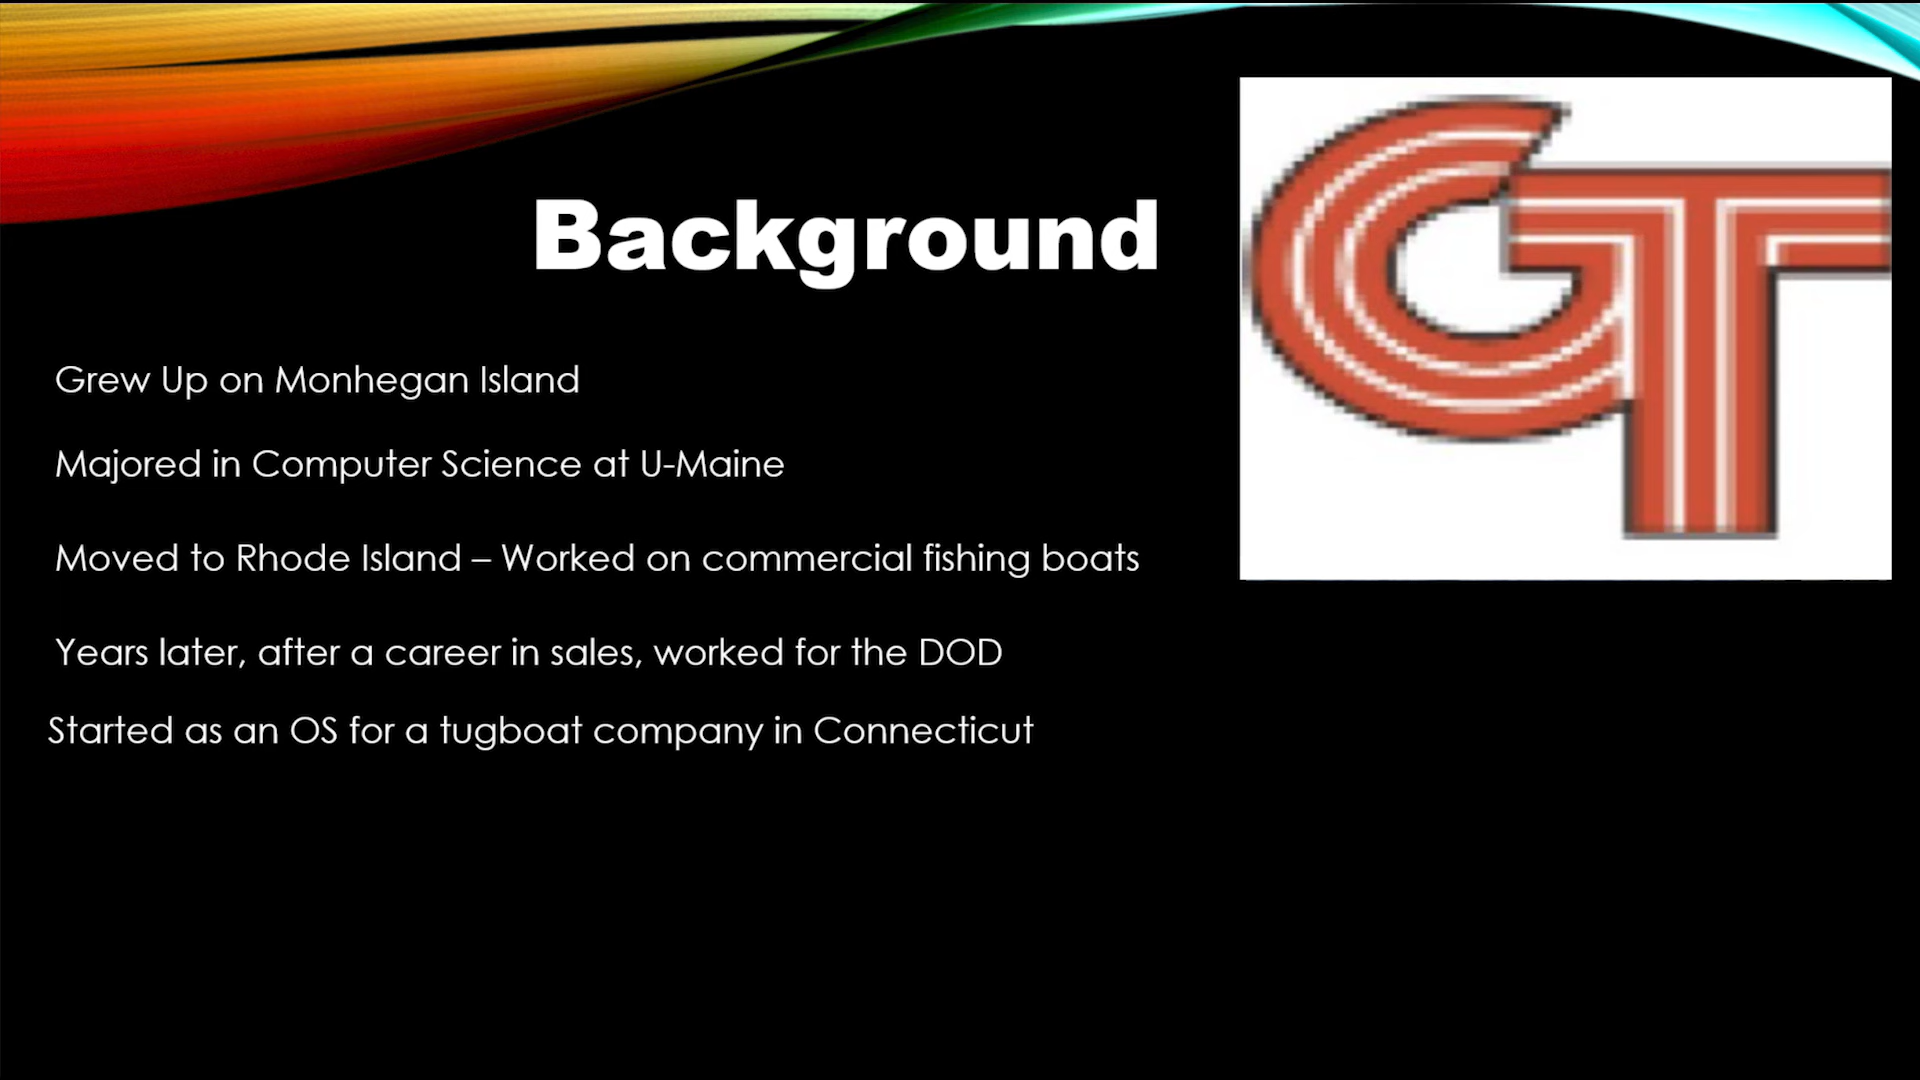 Background
GT
Grew Up on Monhegan Island
Majored in Computer Science at U-Maine
Moved to Rhode Island – Worked on commercial fishing boats
Years later, after a career in sales, worked for the DOD
Started as an OS for a tugboat company in Connecticut